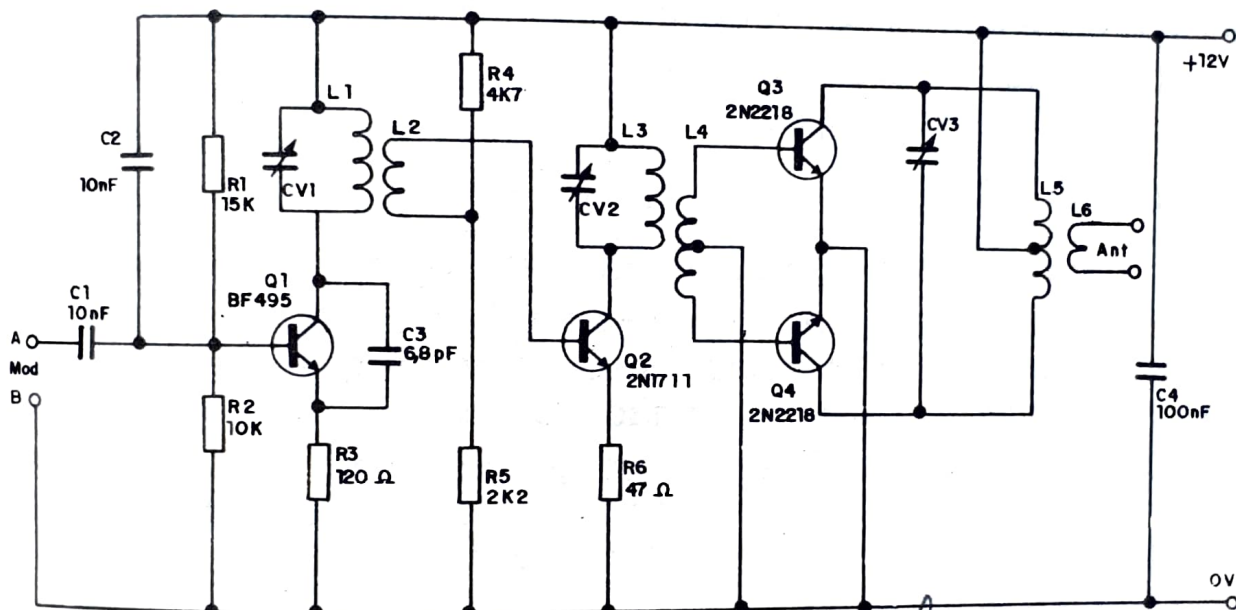 +12V
R4
4K7
Q3
2N2218
L1
C2
10nF
L2
L3
L4
CV3
R1
15K
CV1
CV2
L5
L6
Ant
Q1
BF495
C1
10nF
A
Mod
B
C3
6,8pF
Q2
2N1711
Q4
2N2218
C4
100nF
R2
10K
R3
120 Ω
R5
2K2
R6
47 Ω
0V